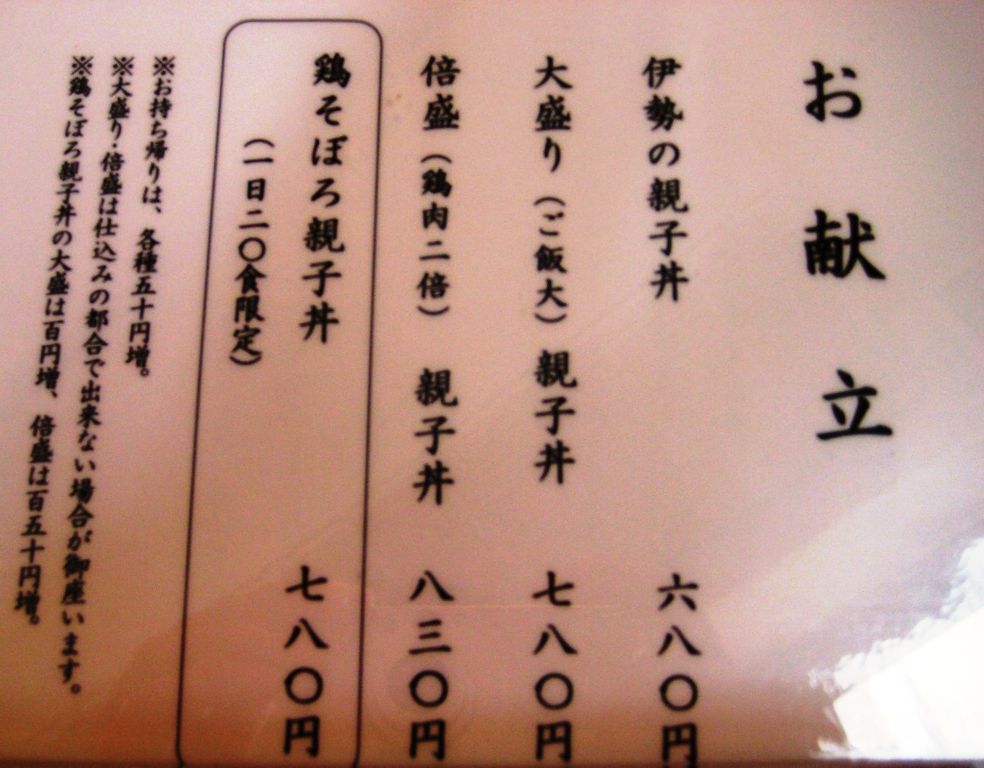 お献立
伊勢の親子丼 六八〇円
大盛り(ご飯大)親子丼 七八〇円
倍盛(鶏肉二倍) 親子丼 八三〇円
鶏そぼろ親子丼 七八〇円
(一日二〇食限定)
※お持ち帰りは、各種五十円増。
※大盛り・倍盛は仕込みの都合で出来ない場合が御座います。
※鶏そぼろ親子丼の大盛は百円増、倍盛は百五十円増。